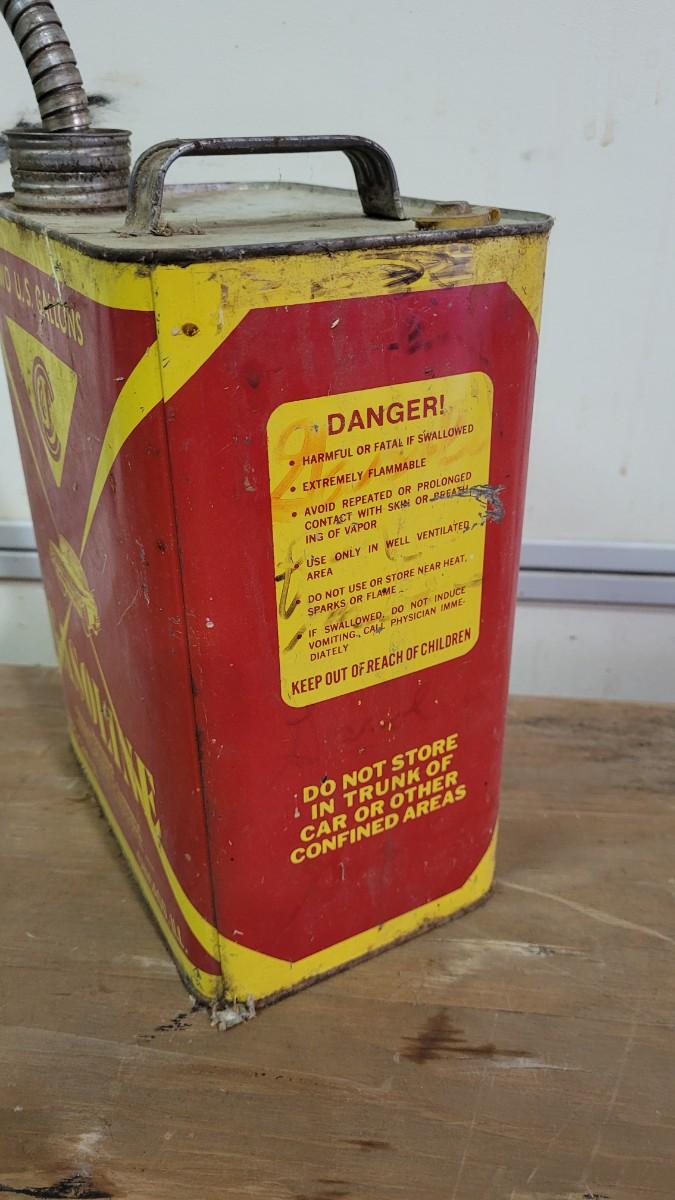 U.S. GALLONS
DANGER!
• HARMFUL OR FATAL IF SWALLOWED
• EXTREMELY FLAMMABLE
• AVOID REPEATED OR PROLONGED
CONTACT WITH SKIN OR BREATH-
ING OF VAPOR
• USE ONLY IN WELL VENTILATED
AREA
• DO NOT USE OR STORE NEAR HEAT,
SPARKS OR FLAME
• IF SWALLOWED, DO NOT INDUCE
VOMITING, CALL PHYSICIAN IMME-
DIATELY
KEEP OUT OF REACH OF CHILDREN
DO NOT STORE
IN TRUNK OF
CAR OR OTHER
CONFINED AREAS